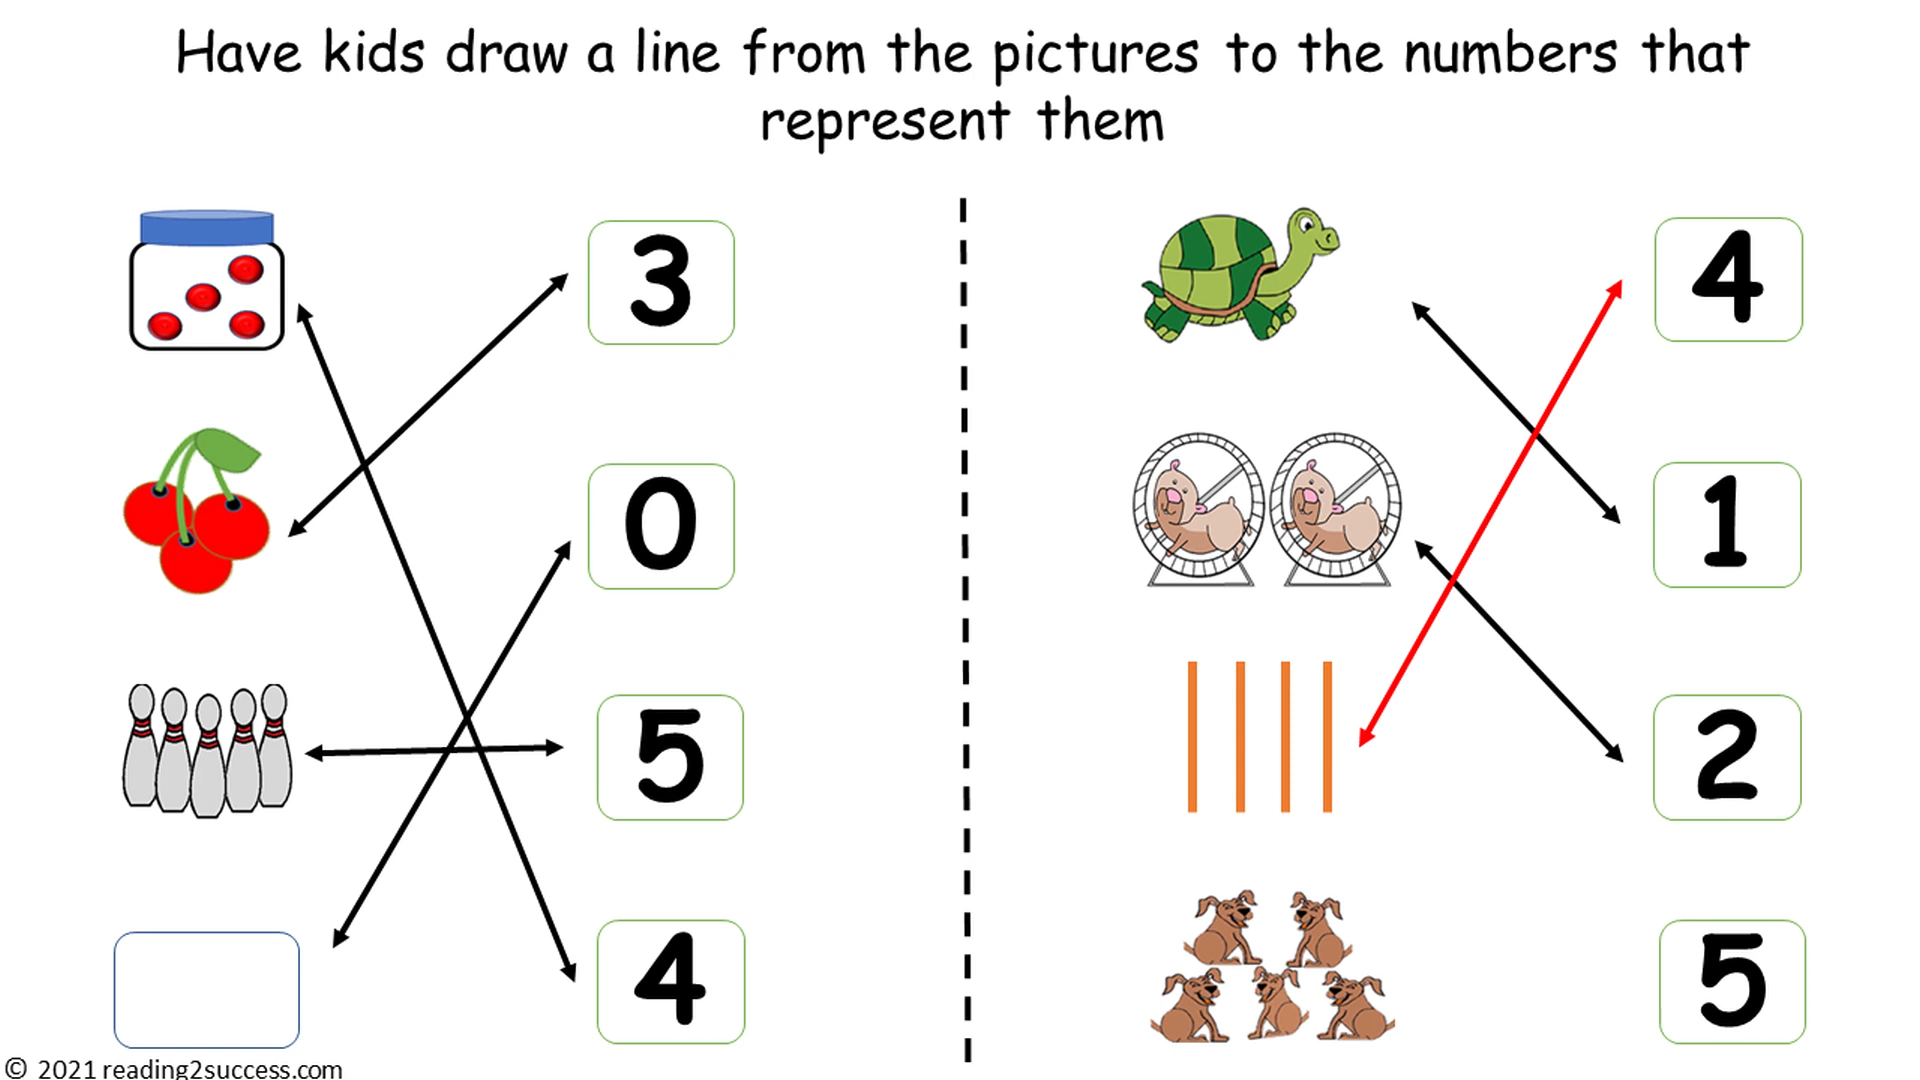 Have kids draw a line from the pictures to the numbers that
represent them
3
0
5
4
4
1
2
5
© 2021 reading2success.com